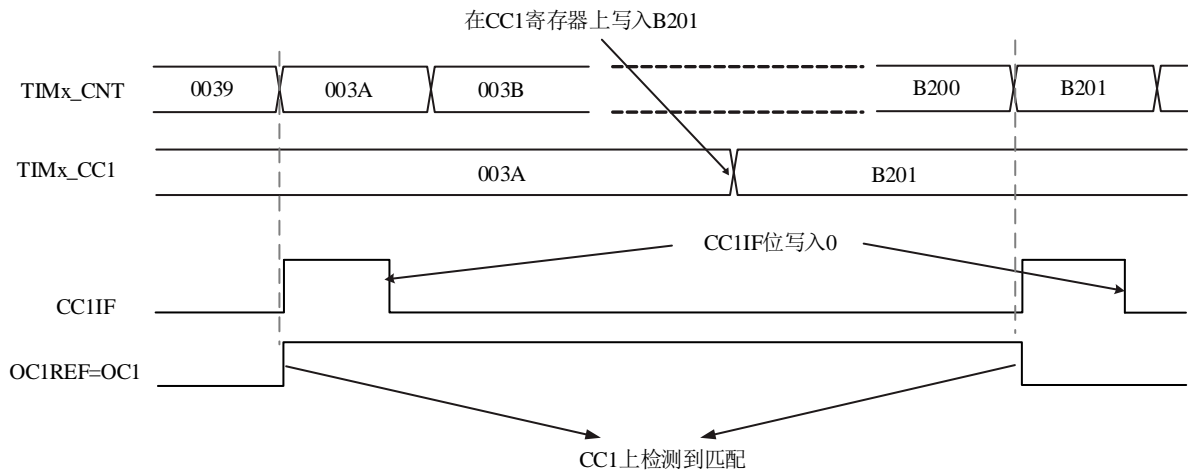 在CC1寄存器上写入B201
TIMx_CNT 0039 003A 003B B200 B201
TIMx_CC1 003A B201
CC1IF位写入0
CC1IF
OC1REF=OC1
CC1上检测到匹配